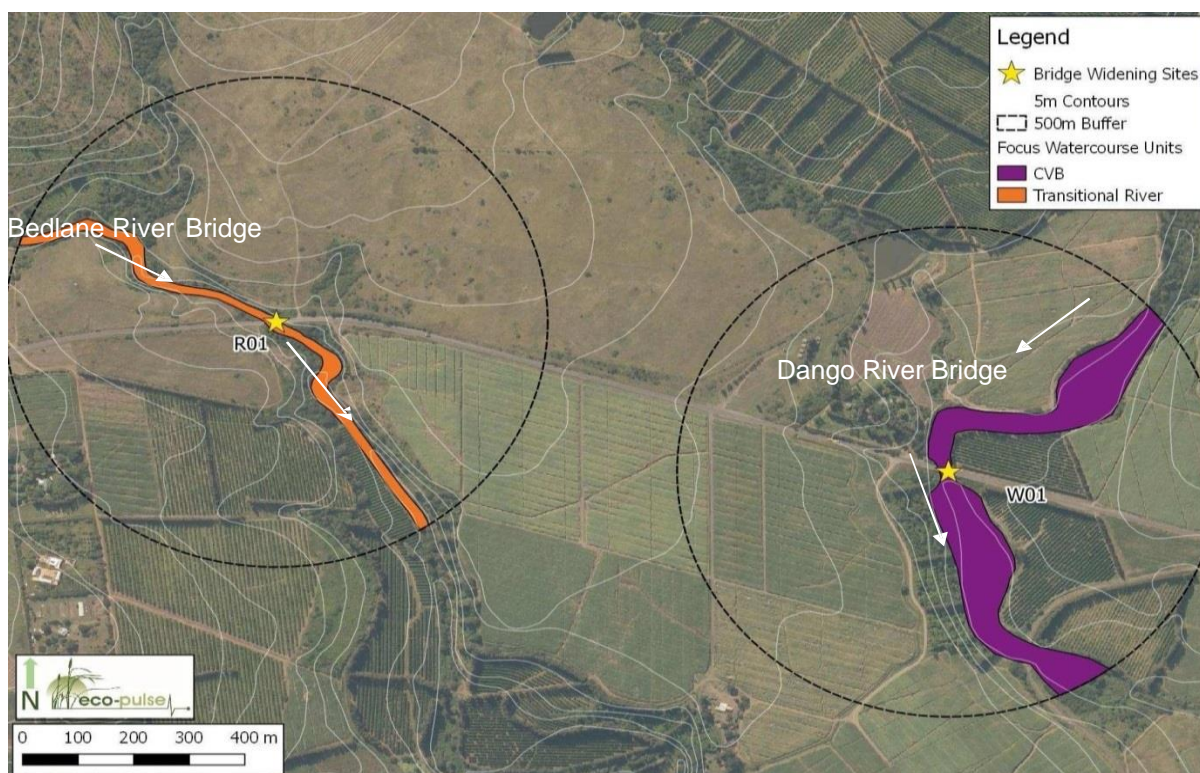 Legend
Bridge Widening Sites
5m Contours
500m Buffer
Focus Watercourse Units
CVB
Transitional River
Bedlane River Bridge
R01
Dango River Bridge
W01
N
eco-pulse
0 100 200 300 400 m